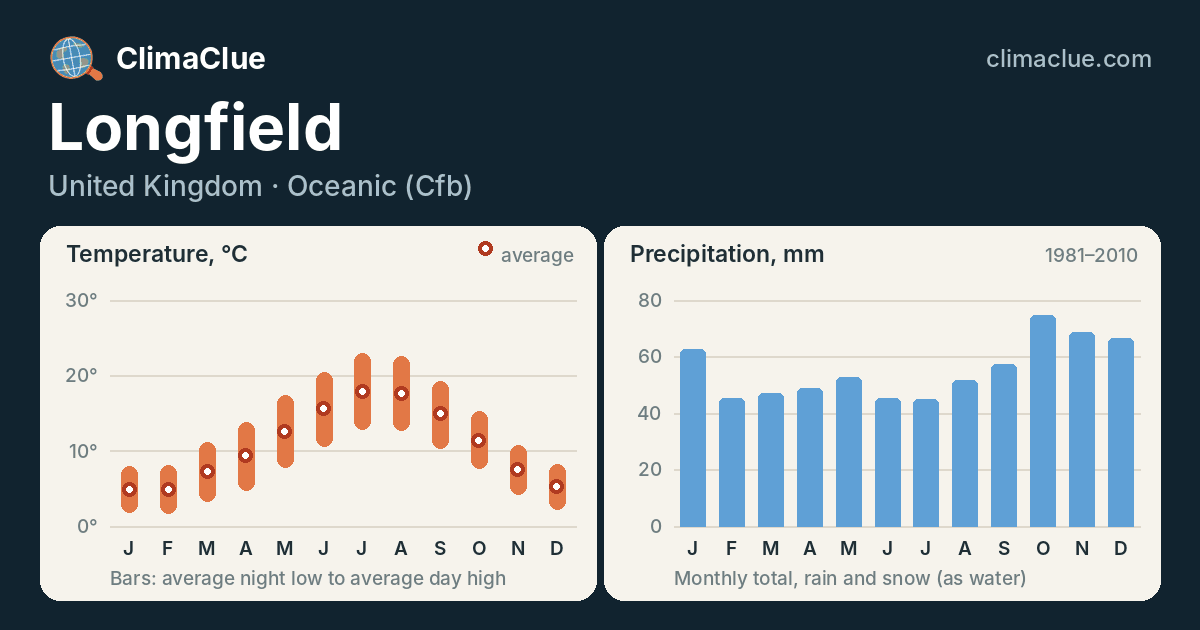 ClimaClue
climaclue.com
Longfield
United Kingdom · Oceanic (Cfb)
Temperature, °C
average
30°
20°
10°
0°
J F M A M J J A S O N D
Bars: average night low to average day high
Precipitation, mm
1981–2010
80
60
40
20
0
J F M A M J J A S O N D
Monthly total, rain and snow (as water)